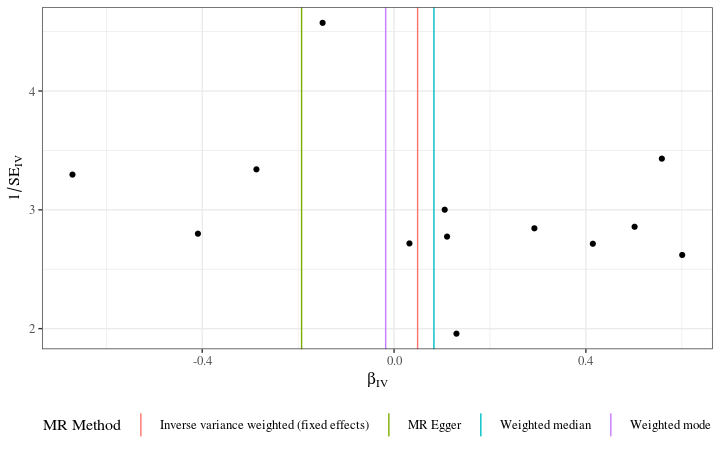 4
3
2
1/SE_IV
-0.4 0.0 0.4
β_IV
MR Method Inverse variance weighted (fixed effects) MR Egger Weighted median Weighted mode